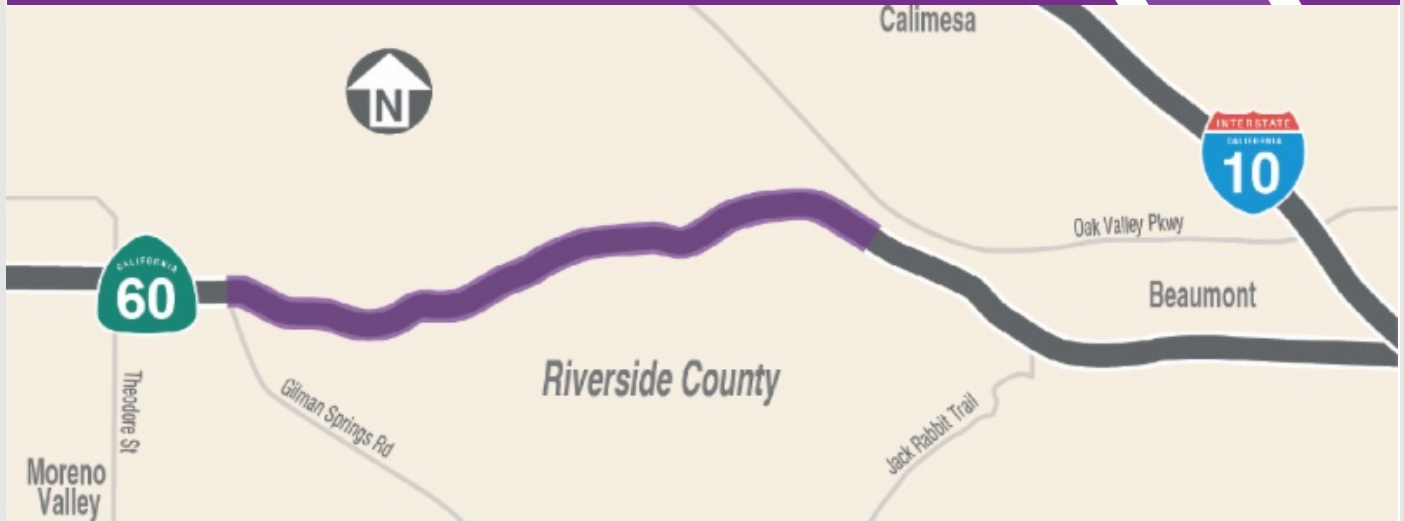 Calimesa
N
INTERSTATE
CALIFORNIA
10
Oak Valley Pkwy
CALIFORNIA
60
Beaumont
Riverside County
Theodore St
Gilman Springs Rd
Jack Rabbit Trail
Moreno
Valley